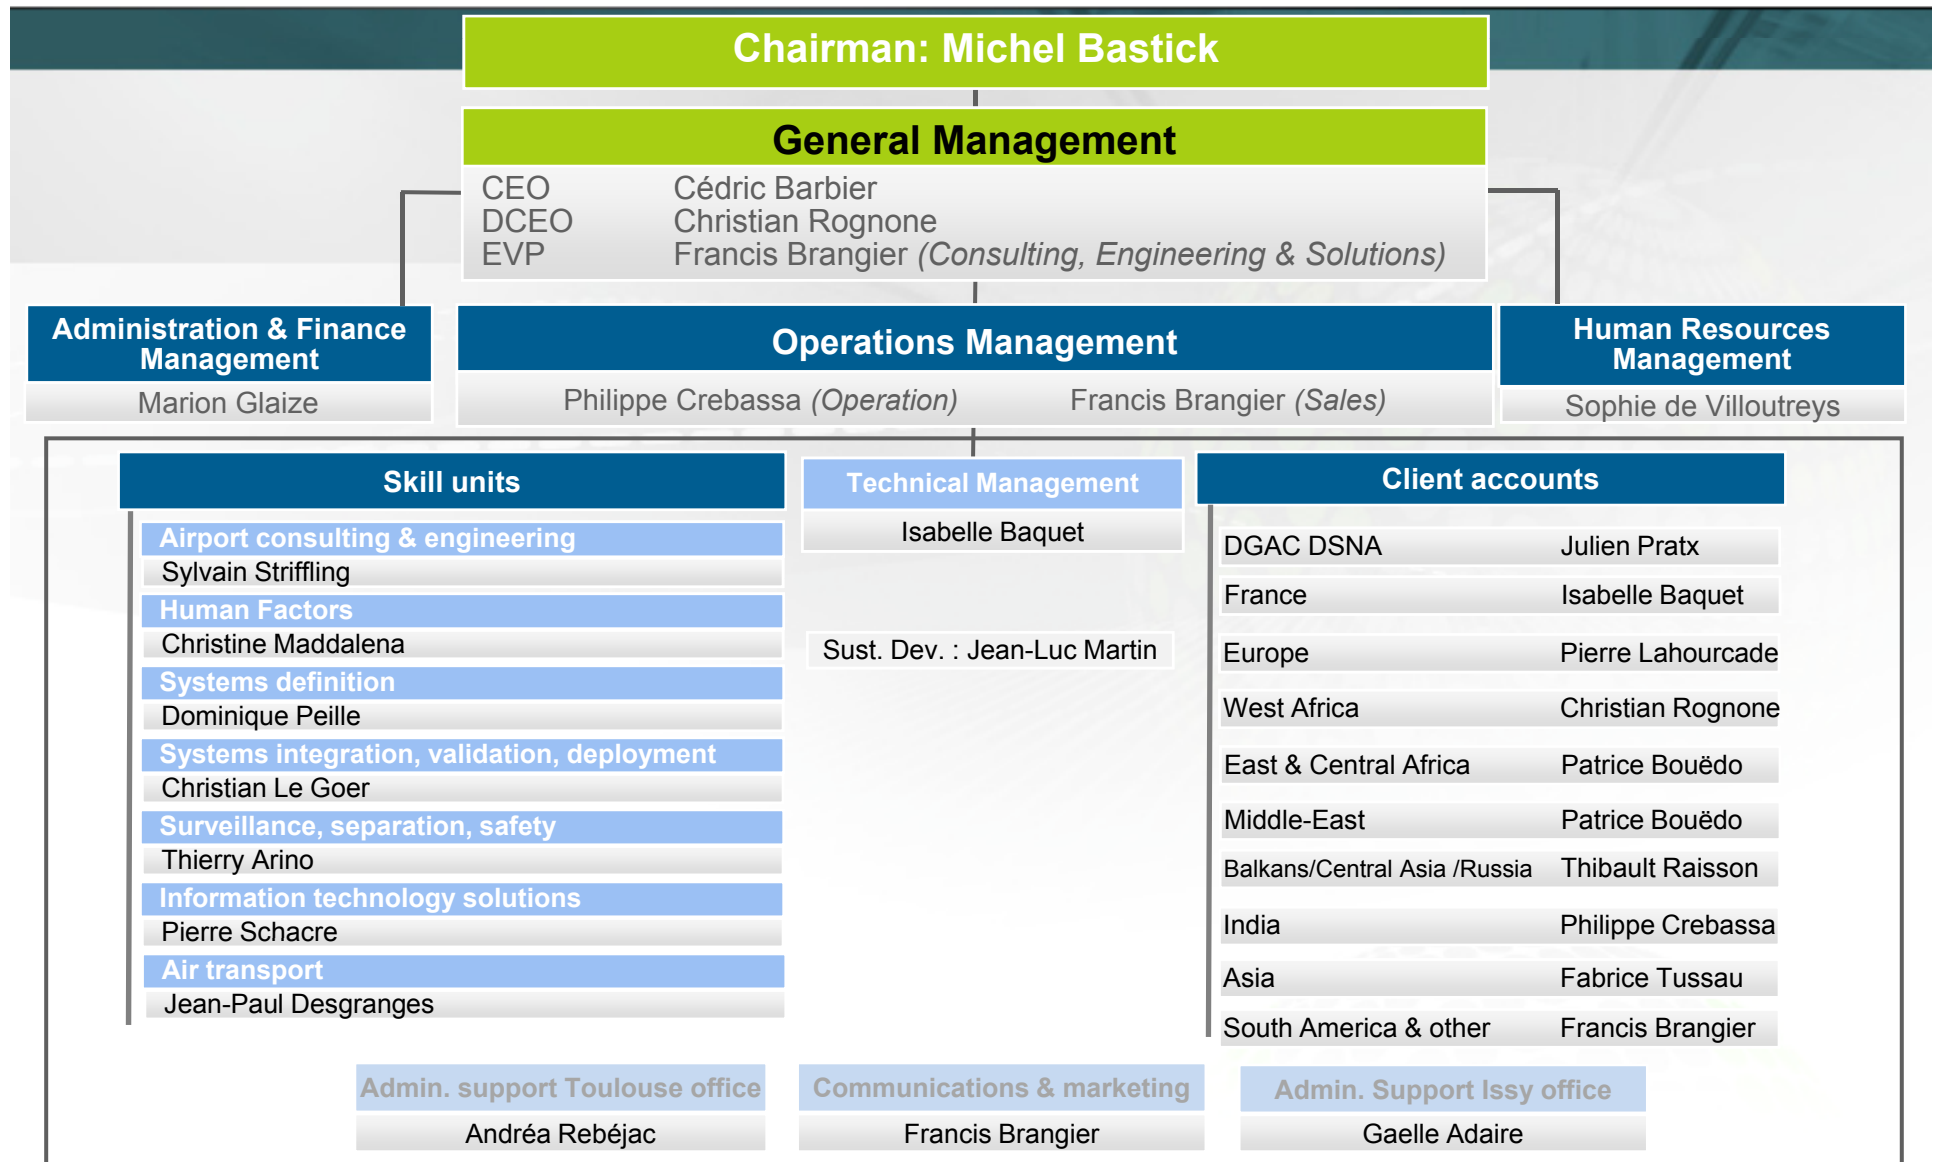 Chairman: Michel Bastick
General Management
CEO Cédric Barbier
DCEO Christian Rognone
EVP Francis Brangier (Consulting, Engineering & Solutions)
Administration & Finance
Management
Marion Glaize
Operations Management
Philippe Crebassa (Operation) Francis Brangier (Sales)
Human Resources
Management
Sophie de Villoutreys
Skill units
Airport consulting & engineering
Sylvain Striffling
Human Factors
Christine Maddalena
Systems definition
Dominique Peille
Systems integration, validation, deployment
Christian Le Goer
Surveillance, separation, safety
Thierry Arino
Information technology solutions
Pierre Schacre
Air transport
Jean-Paul Desgranges
Technical Management
Isabelle Baquet
Sust. Dev. : Jean-Luc Martin
Client accounts
DGAC DSNA Julien Pratx
France Isabelle Baquet
Europe Pierre Lahourcade
West Africa Christian Rognone
East & Central Africa Patrice Bouëdo
Middle-East Patrice Bouëdo
Balkans/Central Asia /Russia Thibault Raisson
India Philippe Crebassa
Asia Fabrice Tussau
South America & other Francis Brangier
Admin. support Toulouse office
Andréa Rebéjac
Communications & marketing
Francis Brangier
Admin. Support Issy office
Gaelle Adaire